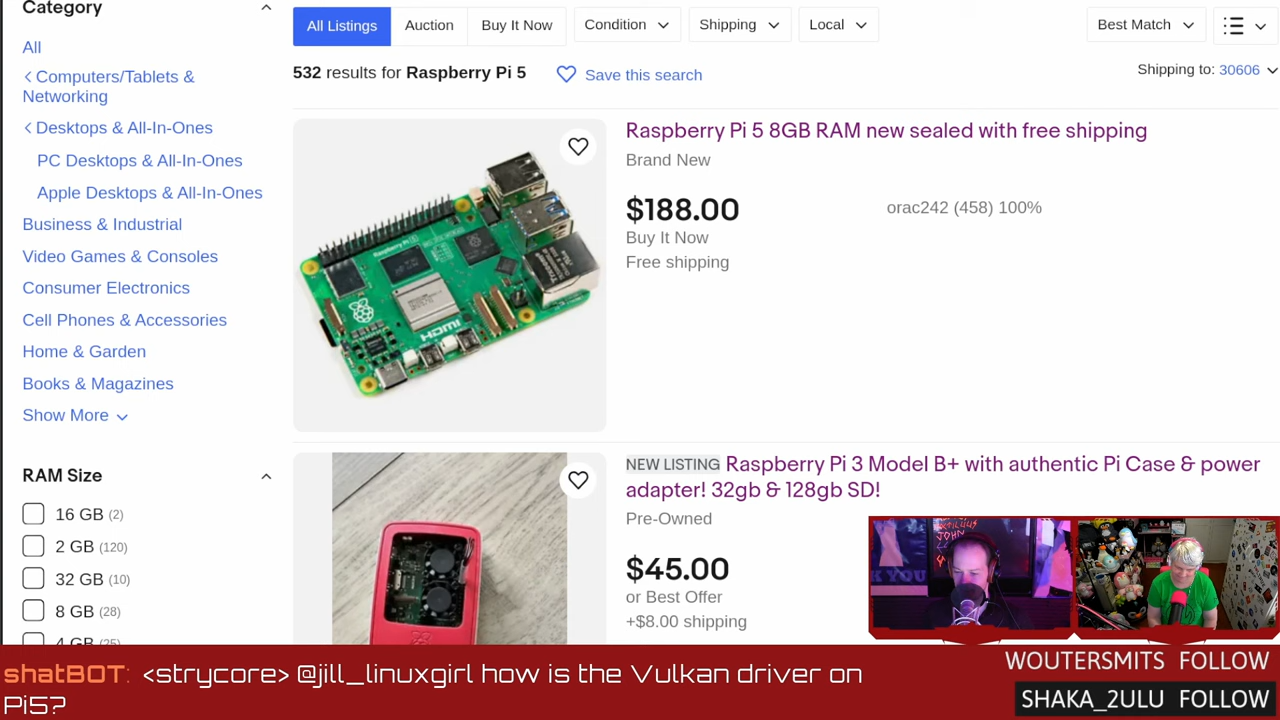 Category
All
Computers/Tablets &
Networking
Desktops & All-In-Ones
PC Desktops & All-In-Ones
Apple Desktops & All-In-Ones
Business & Industrial
Video Games & Consoles
Consumer Electronics
Cell Phones & Accessories
Home & Garden
Books & Magazines
Show More
RAM Size
16 GB (2)
2 GB (120)
32 GB (10)
8 GB (28)
4 GB (25)
All Listings Auction Buy It Now Condition Shipping Local Best Match
532 results for Raspberry Pi 5 Save this search Shipping to: 30606
Raspberry Pi 5 8GB RAM new sealed with free shipping
Brand New
$188.00 orac242 (458) 100%
Buy It Now
Free shipping
HDMI
NEW LISTING Raspberry Pi 3 Model B+ with authentic Pi Case & power
adapter! 32gb & 128gb SD!
Pre-Owned
$45.00
or Best Offer
+$8.00 shipping
JOHN
shatBOT: <strycore> @jill_linuxgirl how is the Vulkan driver on
Pi5?
WOUTERSMITS FOLLOW
SHAKA_2ULU FOLLOW